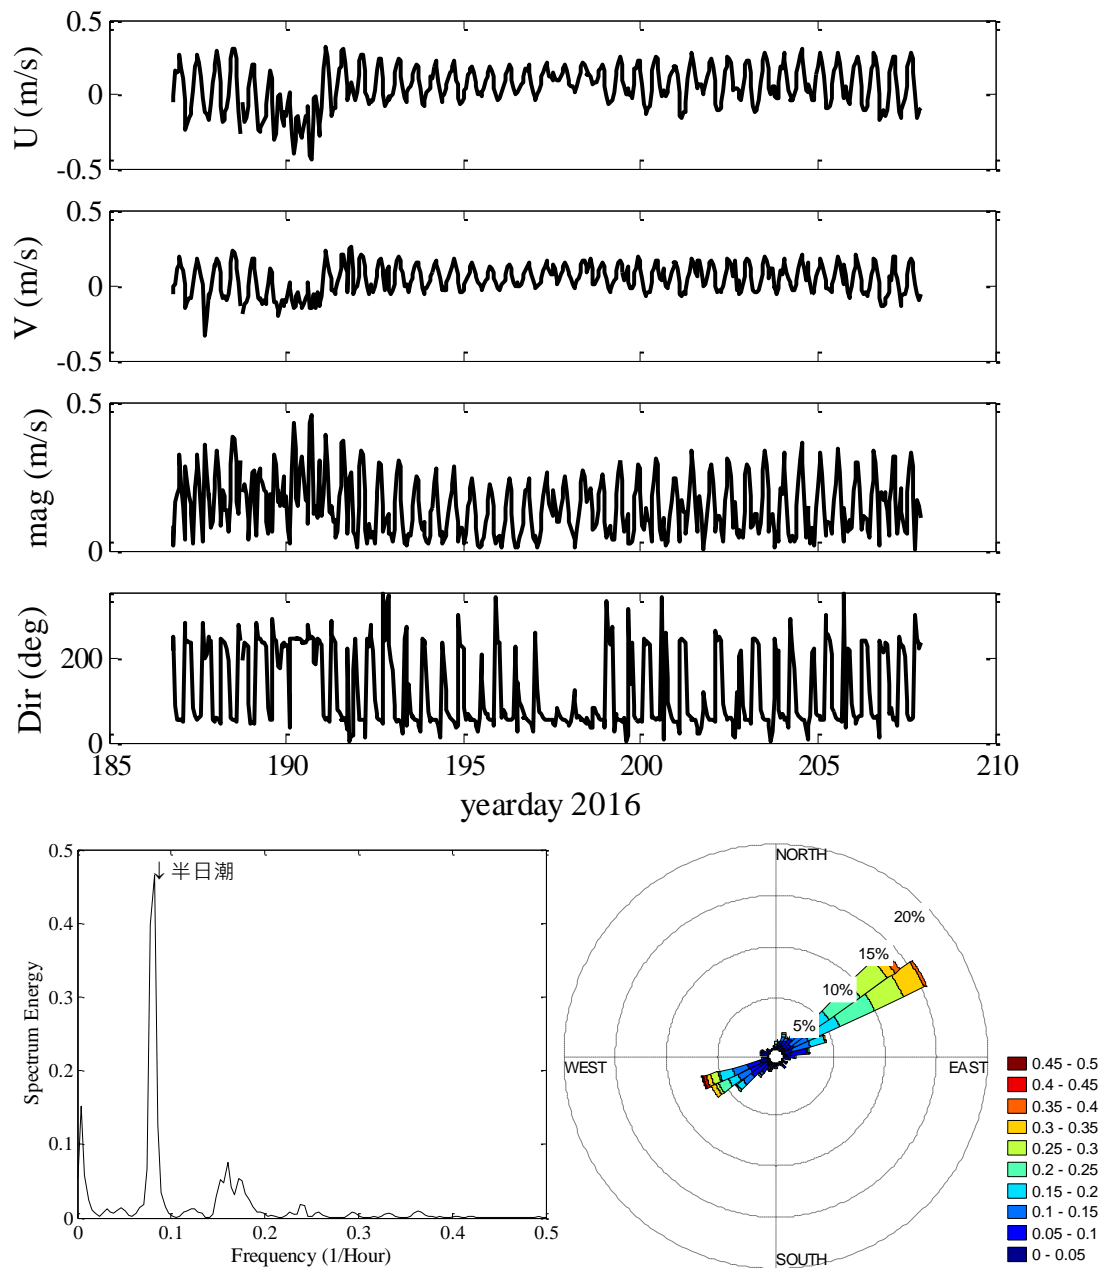 0.5
U (m/s)
0
-0.5
0.5
V (m/s)
0
-0.5
0.5
mag (m/s)
0
Dir (deg)
200
0
185 190 195 200 205 210
yearday 2016
0.5
↓半日潮
0.4
0.3
Spectrum Energy
0.2
0.1
0
0 0.1 0.2 0.3 0.4 0.5
Frequency (1/Hour)
NORTH
20%
15%
10%
5%
WEST
EAST
SOUTH
0.45 - 0.5
0.4 - 0.45
0.35 - 0.4
0.3 - 0.35
0.25 - 0.3
0.2 - 0.25
0.15 - 0.2
0.1 - 0.15
0.05 - 0.1
0 - 0.05